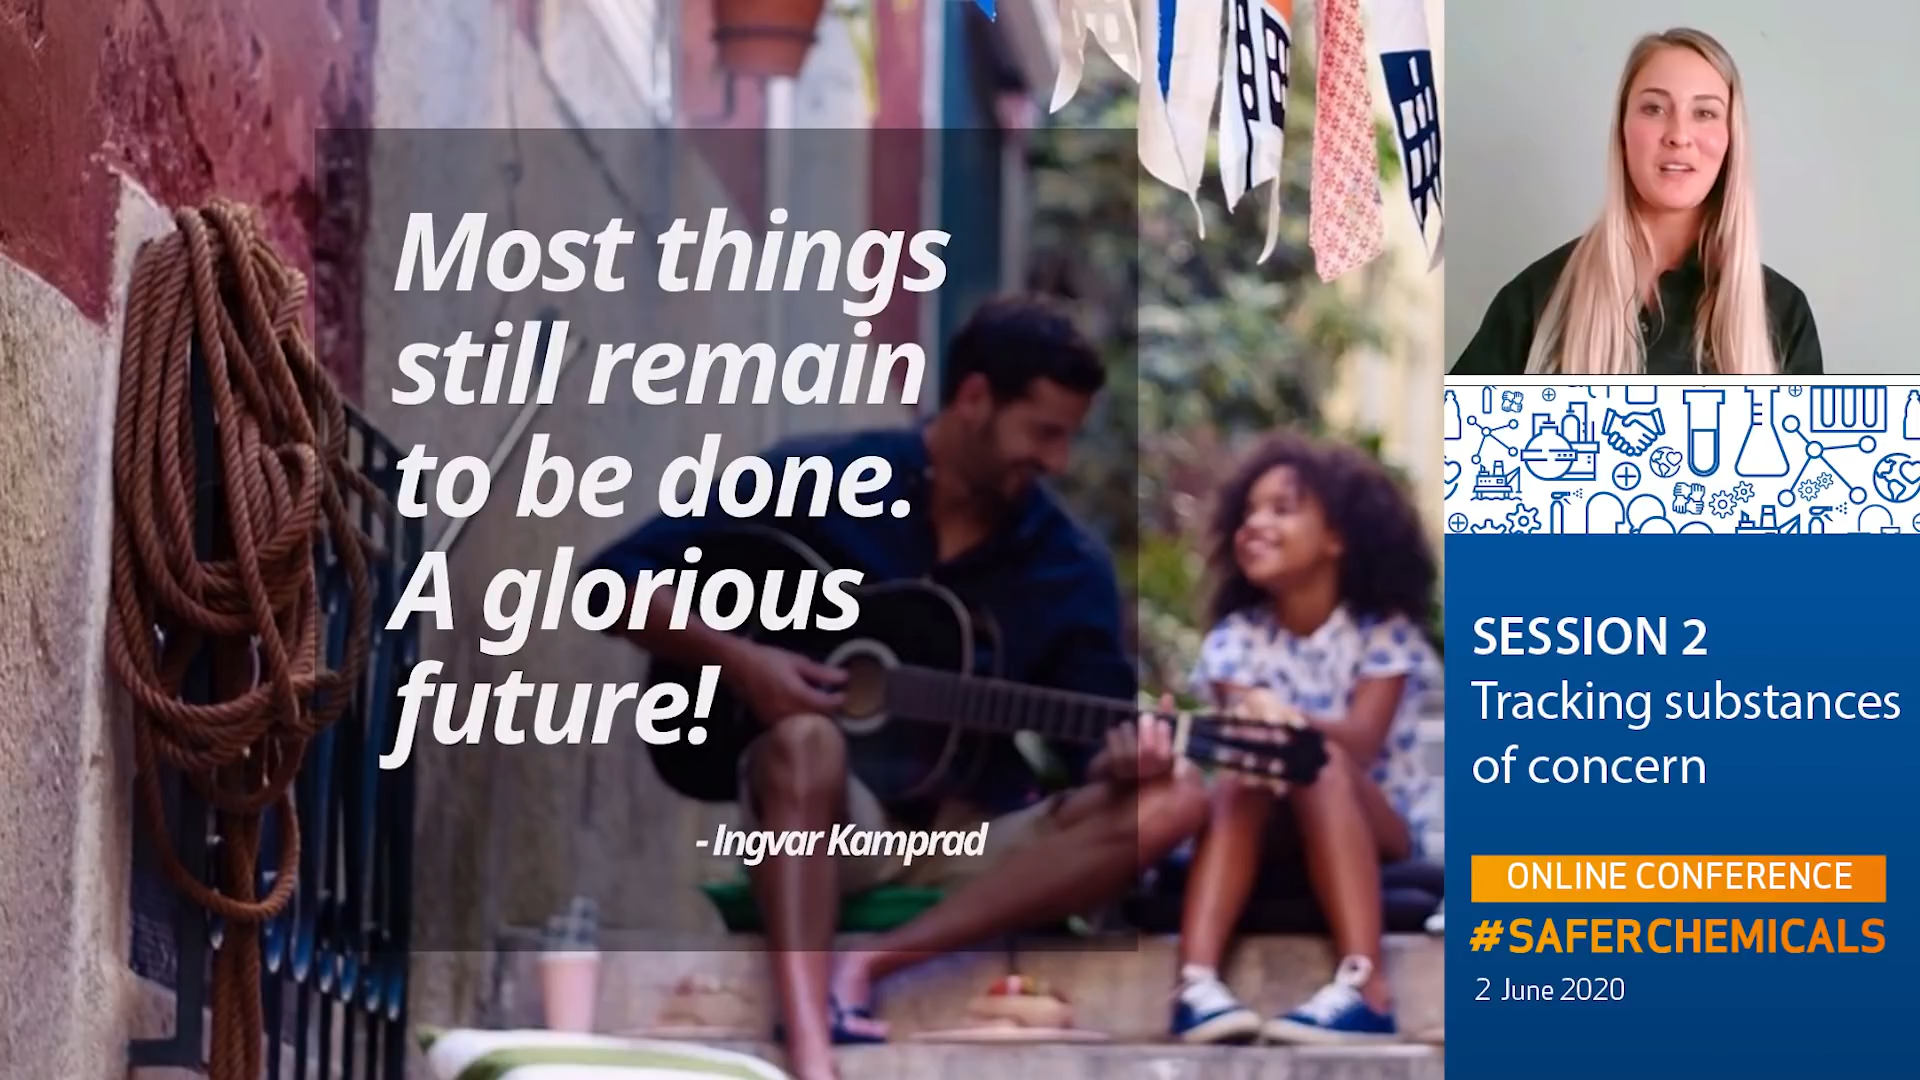 Most things
still remain
to be done.
A glorious
future!
- Ingvar Kamprad
SESSION 2
Tracking substances
of concern
ONLINE CONFERENCE
#SAFERCHEMICALS
2 June 2020